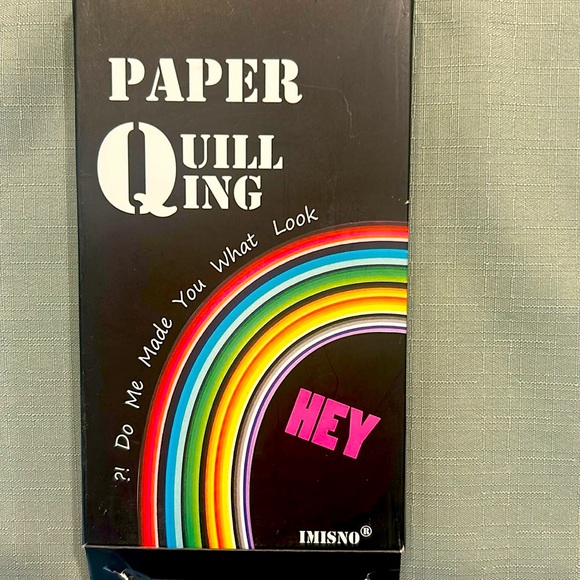 PAPER
QUILL
ING
?! Do Me Made You What Look
HEY
IMISNO®